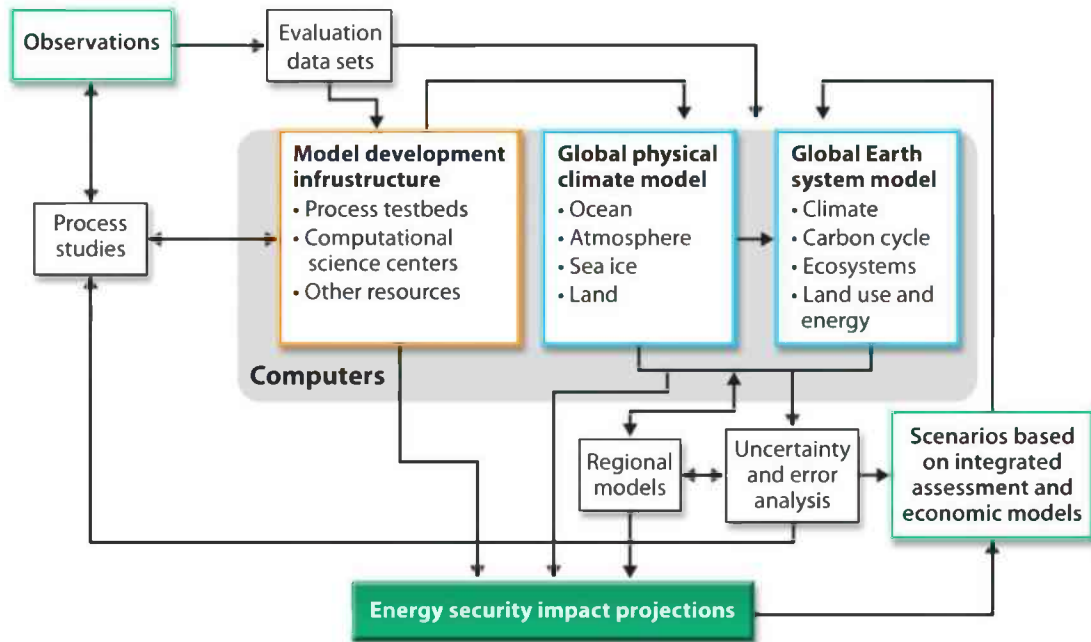 Observations
Evaluation
data sets
Model development
infrustructure
• Process testbeds
• Computational
science centers
• Other resources
Global physical
climate model
• Ocean
• Atmosphere
• Sea ice
• Land
Global Earth
system model
• Climate
• Carbon cycle
• Ecosystems
• Land use and
energy
Process
studies
Computers
Regional
models
Uncertainty
and error
analysis
Scenarios based
on integrated
assessment and
economic models
Energy security impact projections